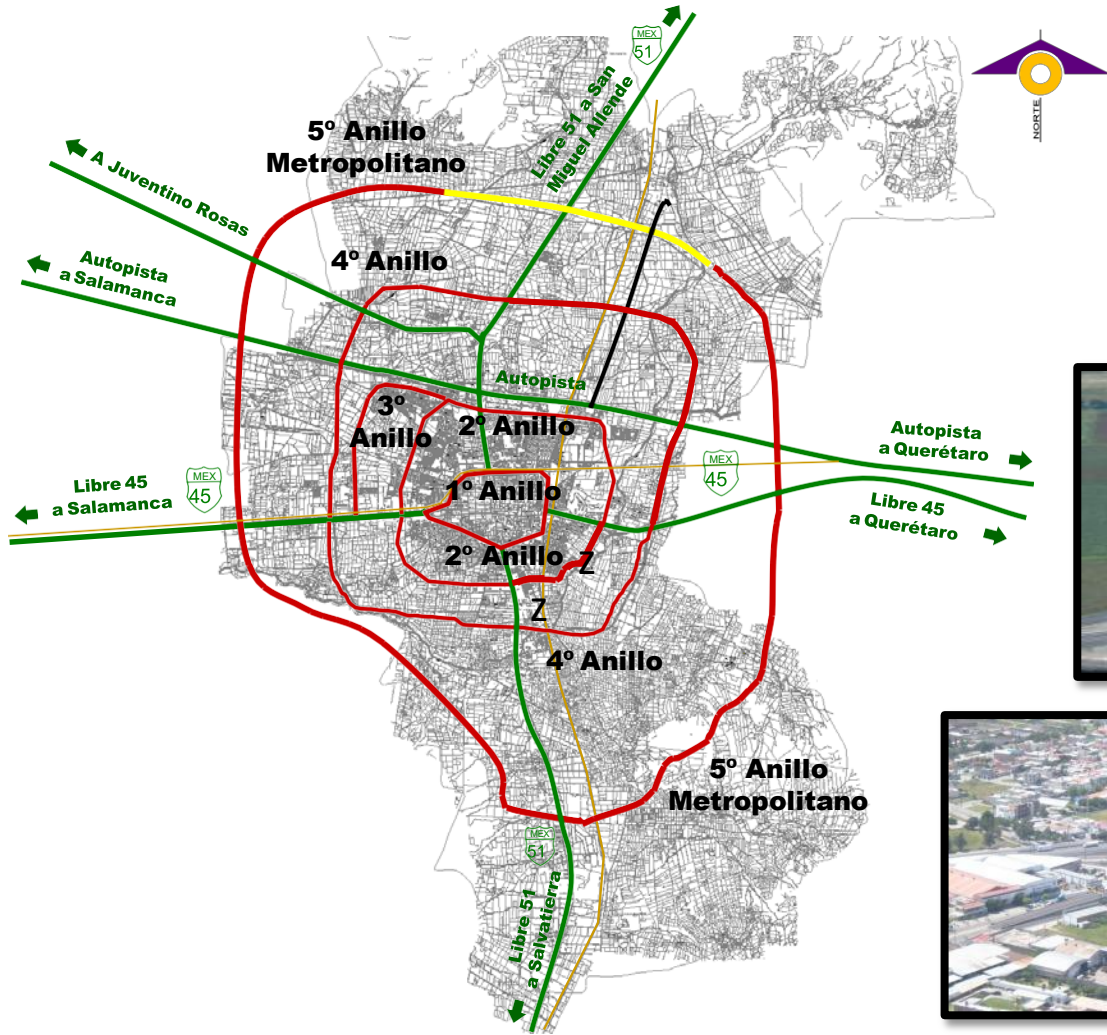 MEX
51
NORTE
Libre 51 a San
Miguel Allende
5º Anillo
Metropolitano
A Juventino Rosas
4º Anillo
Autopista
a Salamanca
Autopista
3º
Anillo
2º Anillo
Autopista
a Querétaro
MEX
45
Libre 45
a Salamanca
1º Anillo
MEX
45
Libre 45
a Querétaro
2º Anillo
Z
Z
4º Anillo
5º Anillo
Metropolitano
MEX
51
Libre 51
a Salvatierra